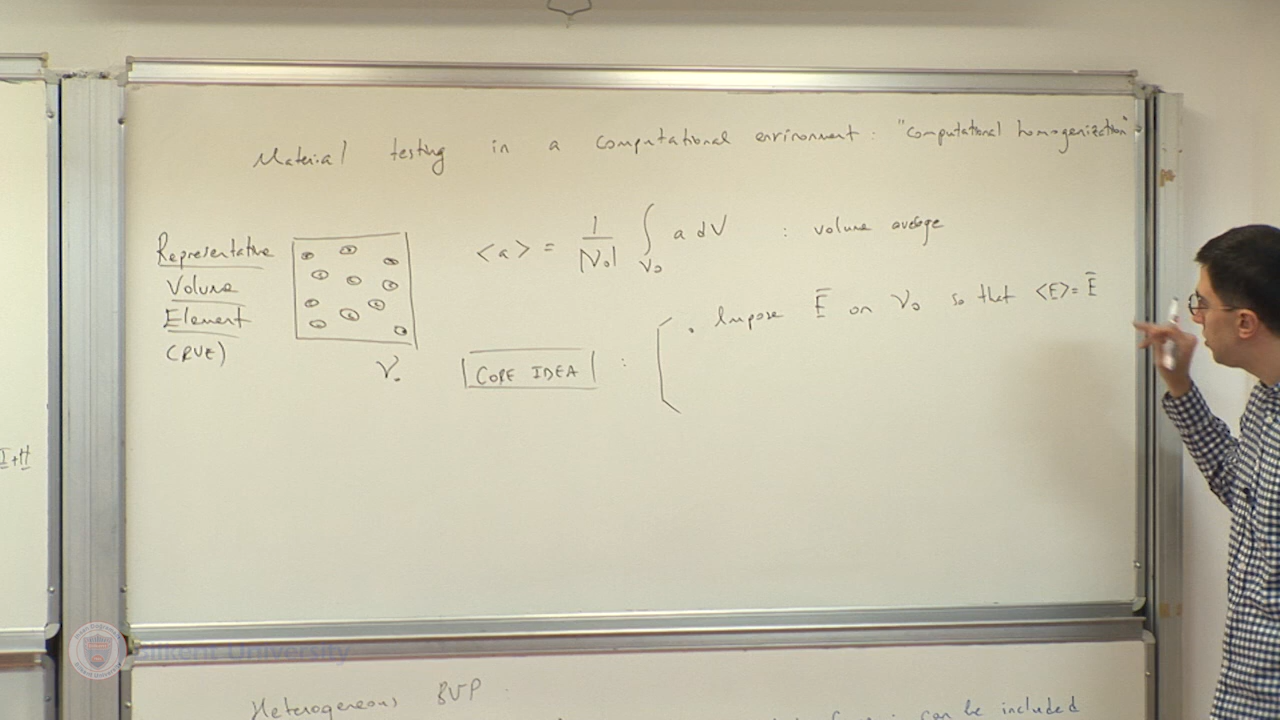 Material testing in a computational environment : "Computational homogenization"
Representative
Volume
Element
(RVE)
V₀
<a> = 1/|V₀| ∫_V₀ a dV : volume average
CORE IDEA :
• Impose Ē on V₀ so that <E> = Ē
I+H
Bilkent University
Heterogeneous BVP
can be included